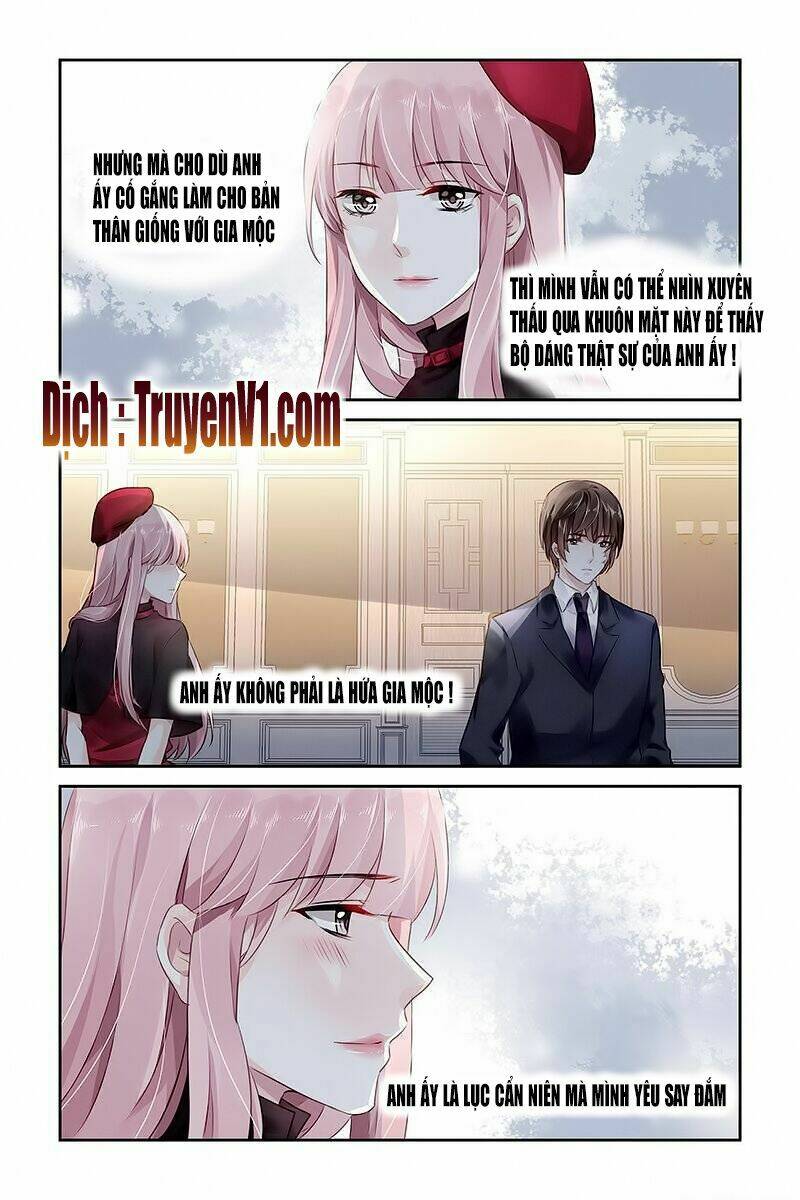 NHƯNG MÀ CHO DÙ ANH
ẤY CỐ GẮNG LÀM CHO BẢN
THÂN GIỐNG VỚI GIA MỘC
THÌ MÌNH VẪN CÓ THỂ NHÌN XUYÊN
THẤU QUA KHUÔN MẶT NÀY ĐỂ THẤY
BỘ DÁNG THẬT SỰ CỦA ANH ẤY !
Dịch : TruyenV1.com
ANH ẤY KHÔNG PHẢI LÀ HỨA GIA MỘC !
ANH ẤY LÀ LỤC CẨN NIÊN MÀ MÌNH YÊU SAY ĐẮM